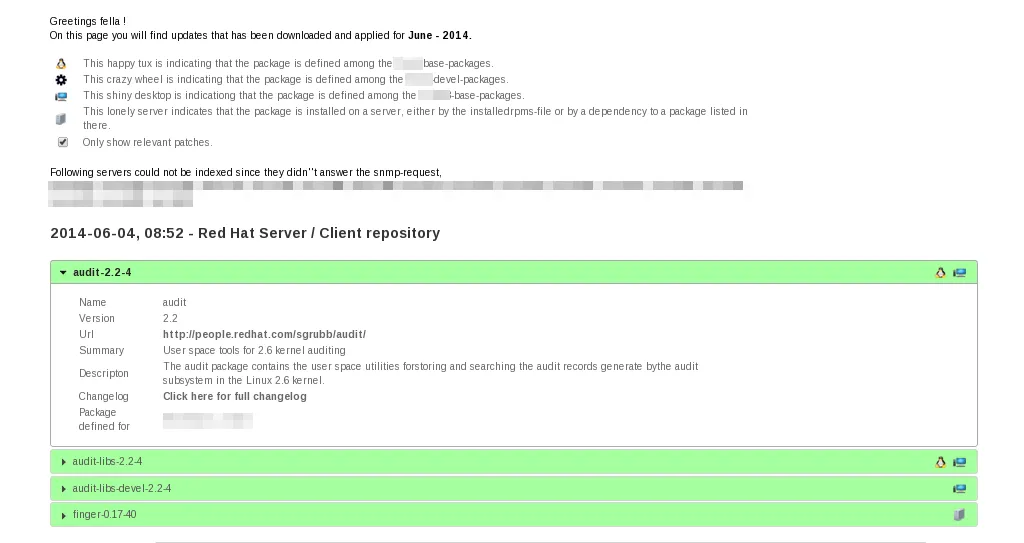 Greetings fella !
On this page you will find updates that has been downloaded and applied for June - 2014.
This happy tux is indicating that the package is defined among the base-packages.
This crazy wheel is indicating that the package is defined among the devel-packages.
This shiny desktop is indicationg that the package is defined among the -base-packages.
This lonely server indicates that the package is installed on a server, either by the installedrpms-file or by a dependency to a package listed in
there.
Only show relevant patches.
Following servers could not be indexed since they didn''t answer the snmp-request,
2014-06-04, 08:52 - Red Hat Server / Client repository
audit-2.2-4
Name audit
Version 2.2
Url http://people.redhat.com/sgrubb/audit/
Summary User space tools for 2.6 kernel auditing
Descripton The audit package contains the user space utilities forstoring and searching the audit records generate bythe audit
subsystem in the Linux 2.6 kernel.
Changelog Click here for full changelog
Package
defined for
audit-libs-2.2-4
audit-libs-devel-2.2-4
finger-0.17-40